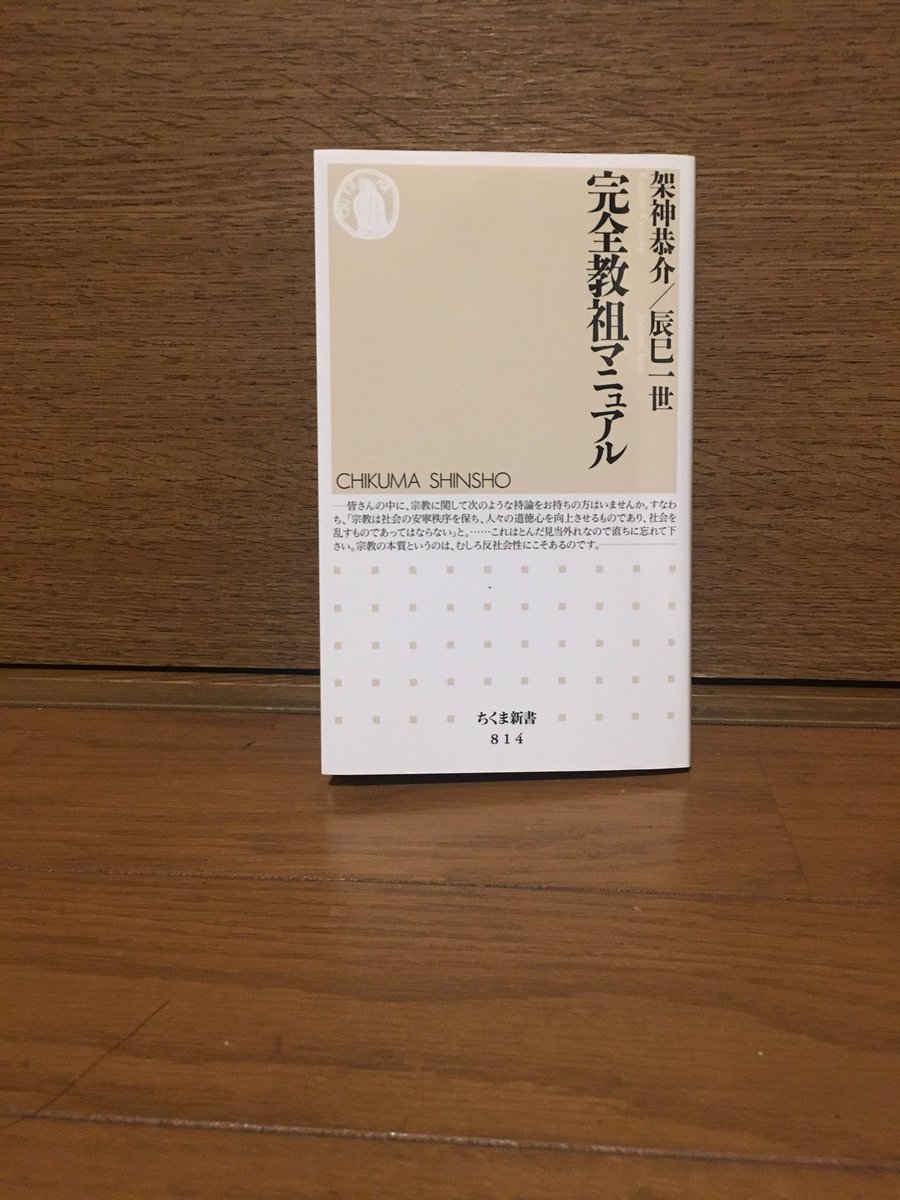 架神恭介/辰巳一世
完全教祖マニュアル
CHIKUMA SHINSHO
──皆さんの中に、宗教に関して次のような持論をお持ちの方はいませんか。すなわ
ち、「宗教は社会の安寧秩序を保ち、人々の道徳心を向上させるものであり、社会を
乱すものであってはならない」と。……これはとんだ見当外れなので直ちに忘れて下
さい。宗教の本質というのは、むしろ反社会性にこそあるのです。
ちくま新書
814